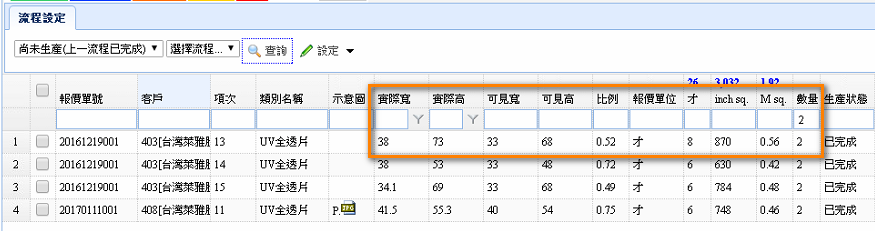 流程設定
尚未生產(上一流程已完成) 選擇流程... 查詢 設定
26 3,032 1.92
報價單號 客戶 項次 類別名稱 示意圖 實際寬 實際高 可見寬 可見高 比例 報價單位 才 inch sq. M sq. 數量 生產狀態
2
1 20161219001 403[台灣萊雅服 13 UV全透片 38 73 33 68 0.52 才 8 870 0.56 2 已完成
2 20161219001 403[台灣萊雅服 14 UV全透片 38 53 33 48 0.72 才 6 630 0.42 2 已完成
3 20161219001 403[台灣萊雅服 15 UV全透片 34.1 69 33 68 0.49 才 6 784 0.48 2 已完成
4 20170111001 408[台灣萊雅服 11 UV全透片 P. 41.5 55.3 40 54 0.75 才 6 748 0.46 2 已完成